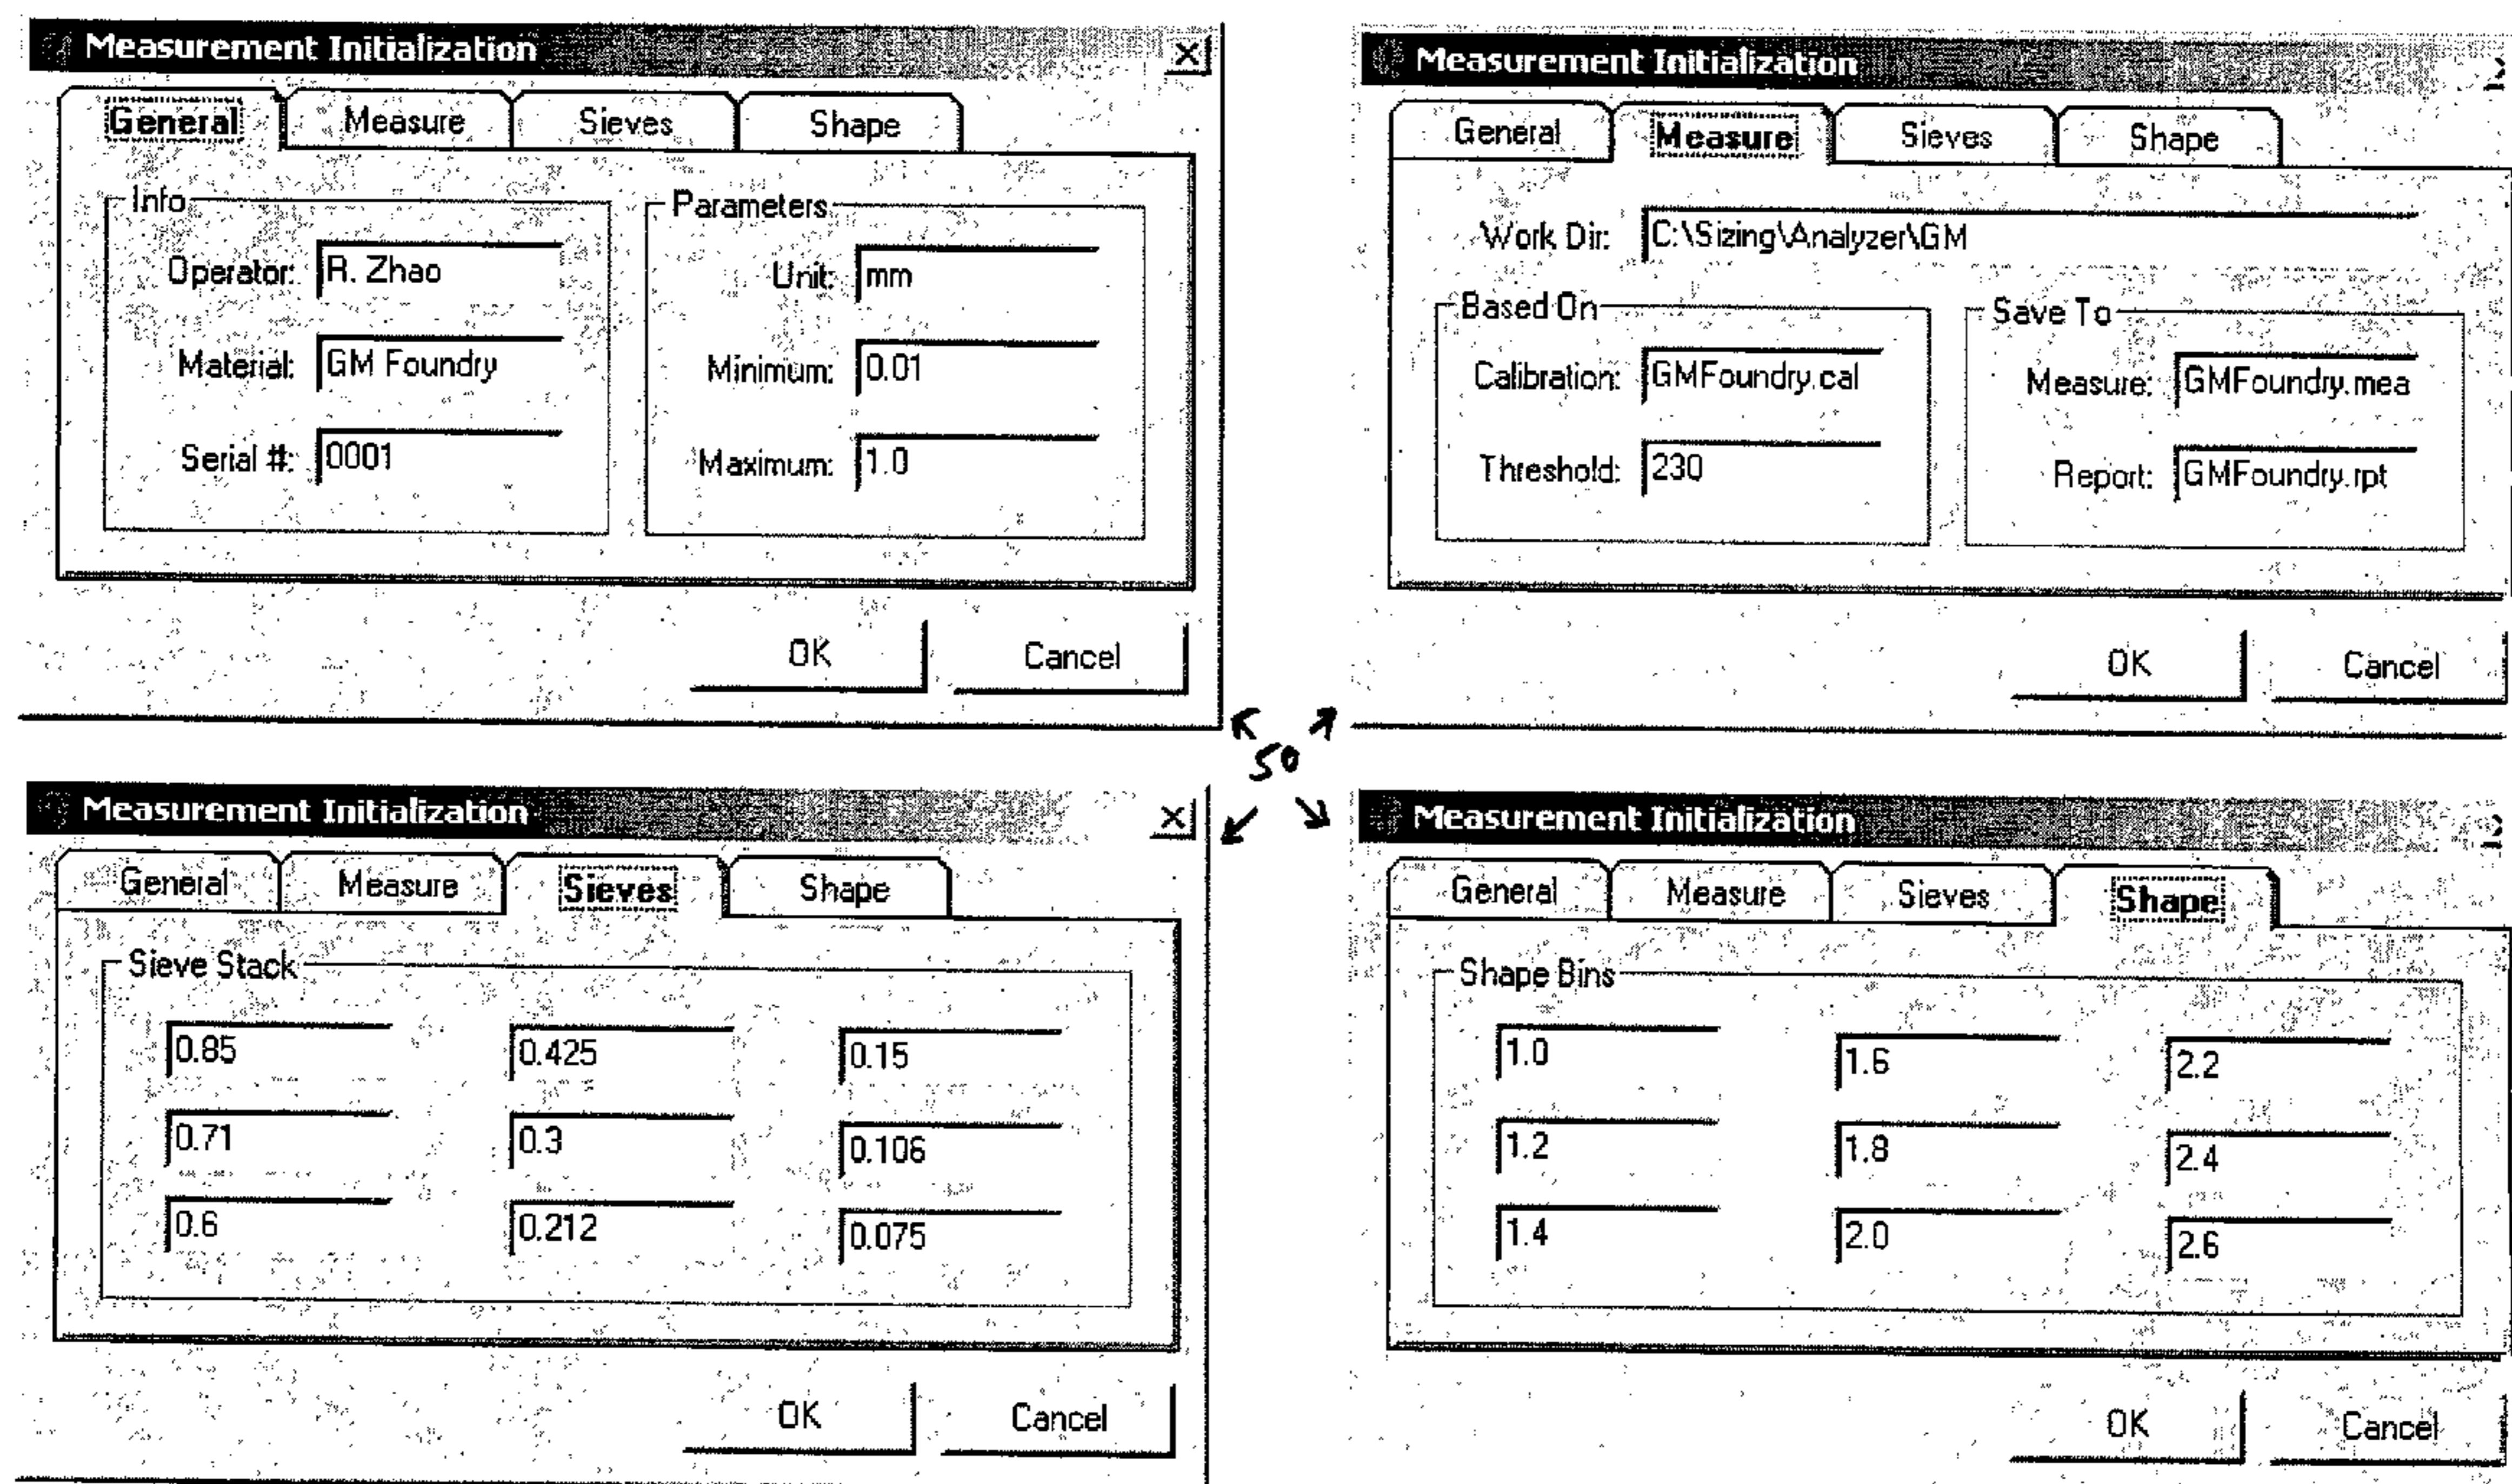 Measurement Initialization
General Measure Sieves Shape
Info
Operator: R. Zhao
Material: GM Foundry
Serial #: 0001
Parameters
Unit: mm
Minimum: 0.01
Maximum: 1.0
OK Cancel
Measurement Initialization
General Measure Sieves Shape
Work Dir: C:\Sizing\Analyzer\GM
Based On
Calibration: GMFoundry.cal
Threshold: 230
Save To
Measure: GMFoundry.mea
Report: GMFoundry.rpt
OK Cancel
50
Measurement Initialization
General Measure Sieves Shape
Sieve Stack
0.85 0.425 0.15
0.71 0.3 0.106
0.6 0.212 0.075
OK Cancel
Measurement Initialization
General Measure Sieves Shape
Shape Bins
1.0 1.6 2.2
1.2 1.8 2.4
1.4 2.0 2.6
OK Cancel